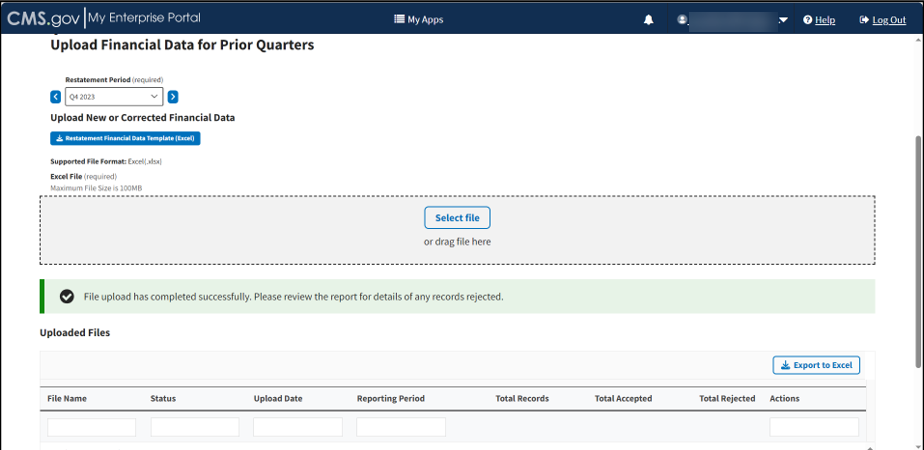 CMS.gov My Enterprise Portal My Apps Help Log Out
Upload Financial Data for Prior Quarters
Restatement Period (required)
Q4 2023
Upload New or Corrected Financial Data
Restatement Financial Data Template (Excel)
Supported File Format: Excel(.xlsx)
Excel File (required)
Maximum File Size is 100MB
Select file
or drag file here
File upload has completed successfully. Please review the report for details of any records rejected.
Uploaded Files
Export to Excel
File Name Status Upload Date Reporting Period Total Records Total Accepted Total Rejected Actions